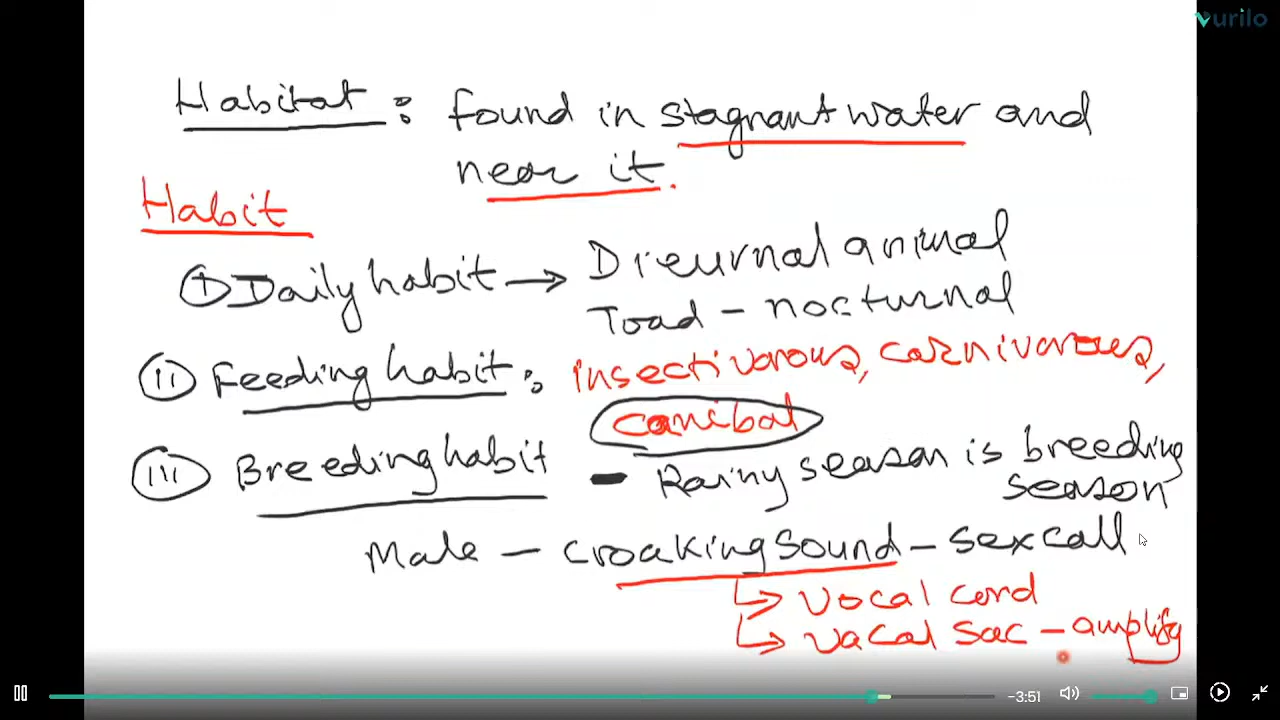 vurilo
Habitat : found in stagnant water and
near it.
Habit
(I) Daily habit → Dieurnal animal
Toad - nocturnal
(ii) Feeding habit : insectivorous, carnivorous,
canibal
(iii) Breeding habit - Rainy season is breeding
season
Male - croaking sound - sex call
↳ vocal cord
↳ vacal sac - amplify
-3:51